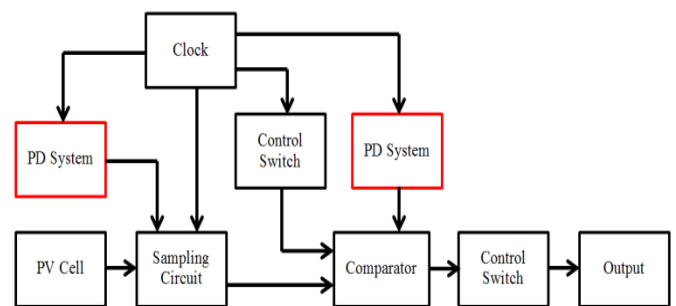 Clock
PD System
Control
Switch
PD System
PV Cell
Sampling
Circuit
Comparator
Control
Switch
Output